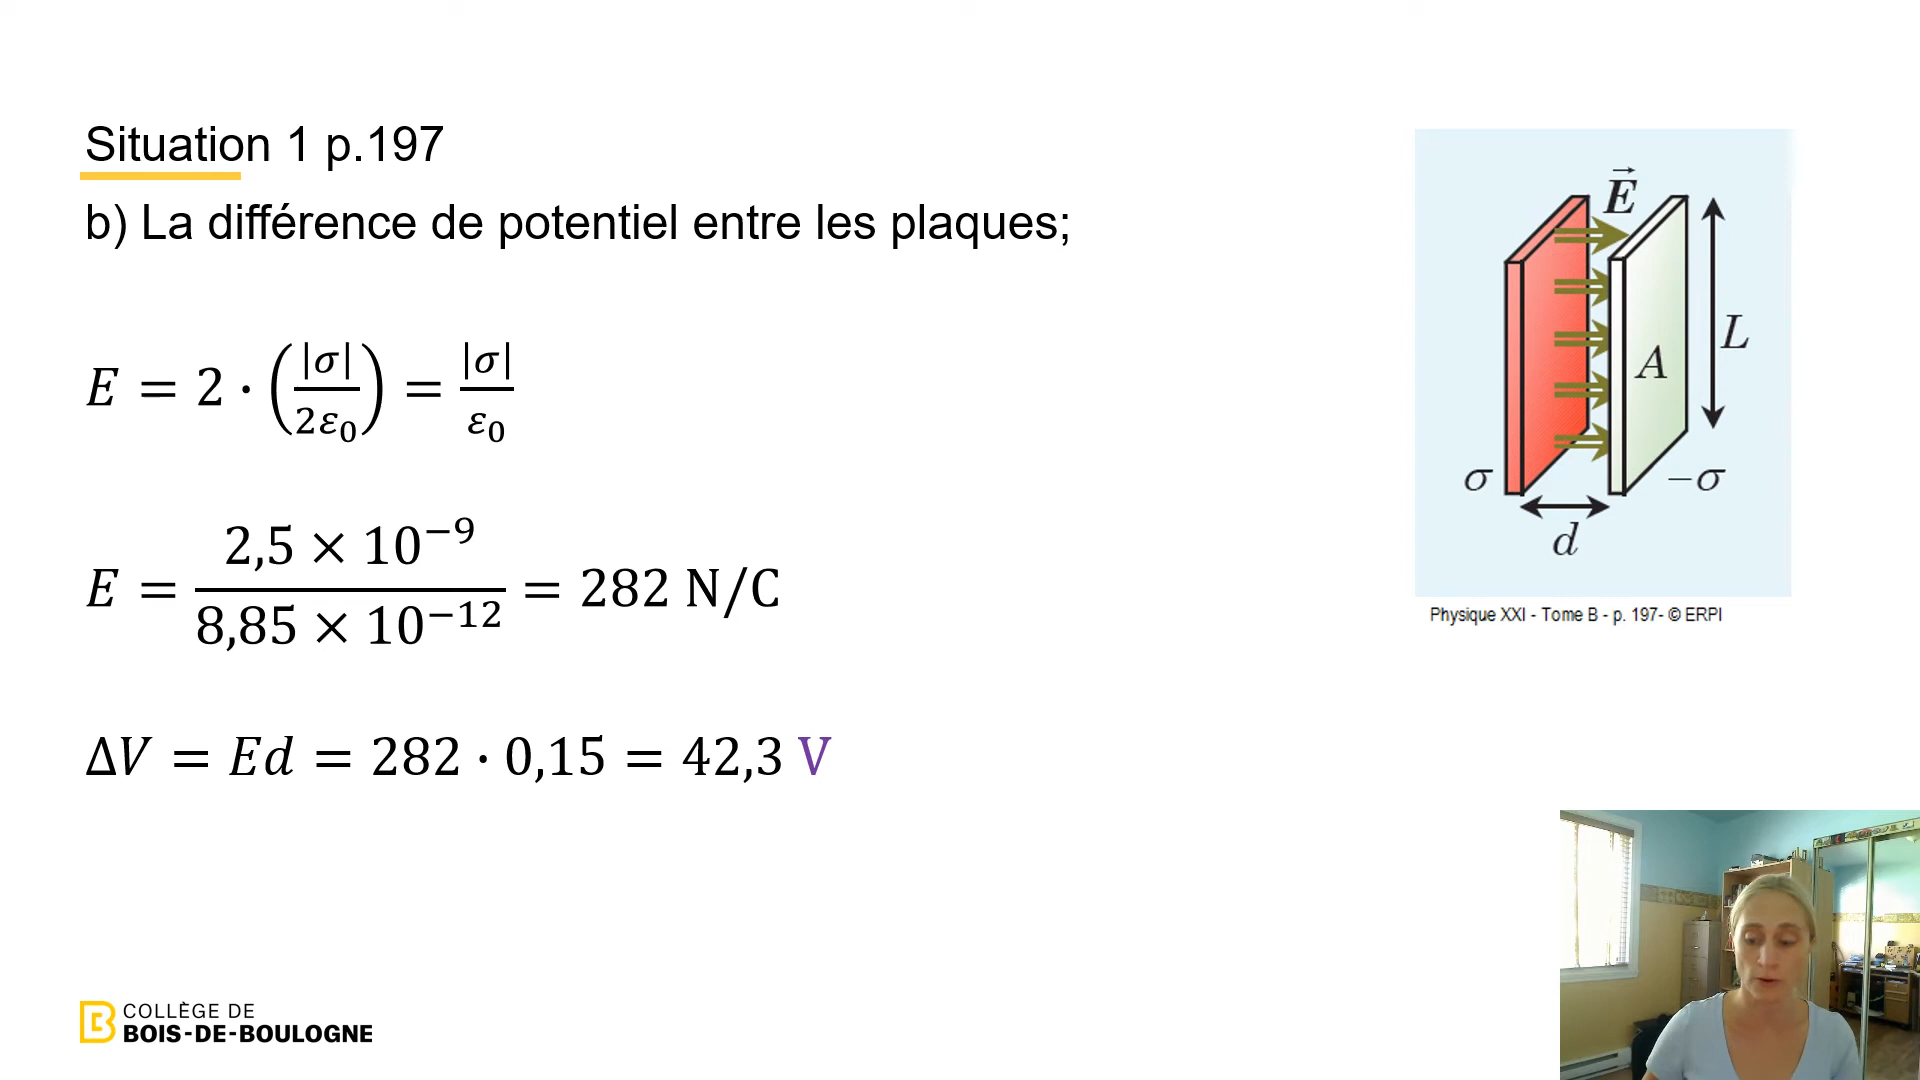 Situation 1 p.197
b) La différence de potentiel entre les plaques;
E = 2 · (|σ| / 2ε₀) = |σ| / ε₀
E = 2,5 × 10⁻⁹ / 8,85 × 10⁻¹² = 282 N/C
ΔV = Ed = 282 · 0,15 = 42,3 V
E⃗
L
A
σ
−σ
d
Physique XXI - Tome B - p. 197- © ERPI
COLLÈGE DE
BOIS-DE-BOULOGNE